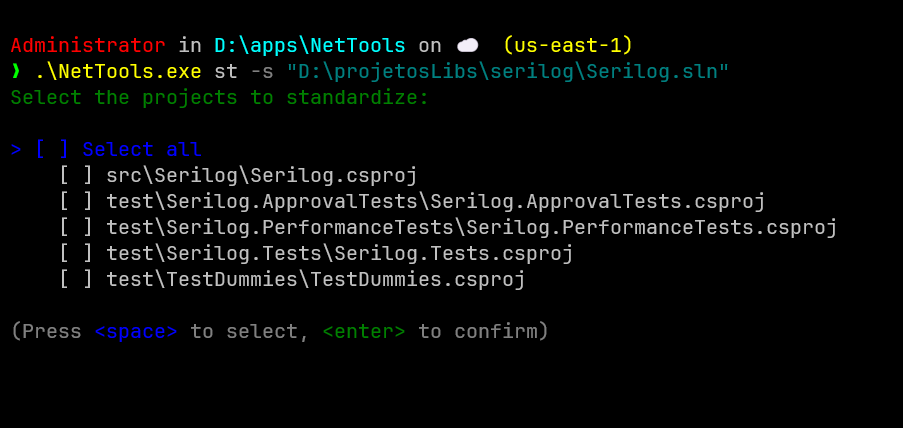 Administrator in D:\apps\NetTools on ☁️ (us-east-1)
❯ .\NetTools.exe st -s "D:\projetosLibs\serilog\Serilog.sln"
Select the projects to standardize:
> [ ] Select all
[ ] src\Serilog\Serilog.csproj
[ ] test\Serilog.ApprovalTests\Serilog.ApprovalTests.csproj
[ ] test\Serilog.PerformanceTests\Serilog.PerformanceTests.csproj
[ ] test\Serilog.Tests\Serilog.Tests.csproj
[ ] test\TestDummies\TestDummies.csproj
(Press <space> to select, <enter> to confirm)